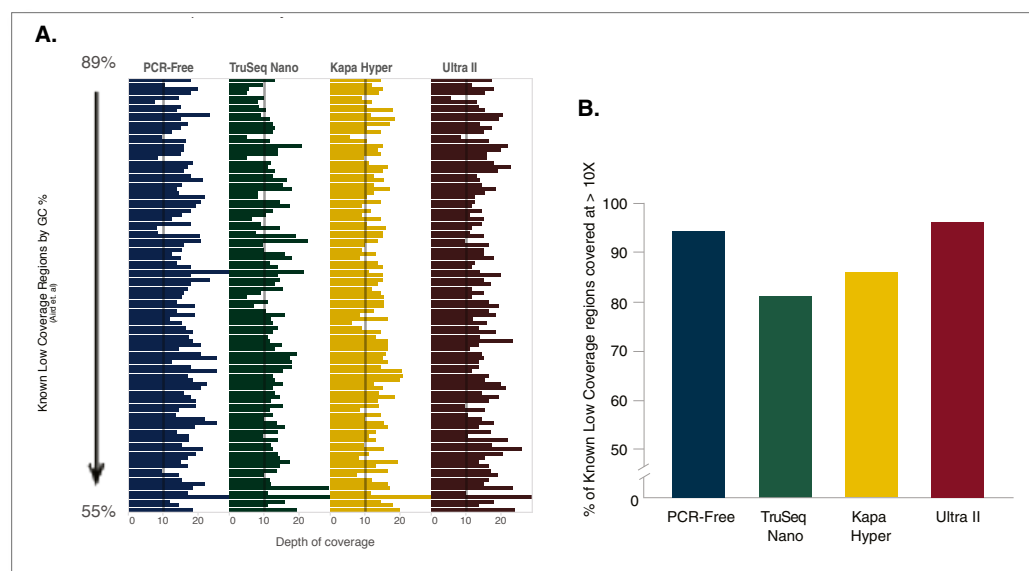 A.
89%
PCR-Free
TruSeq Nano
Kapa Hyper
Ultra II
Known Low Coverage Regions by GC %
(Aird et. al)
55%
0 10 20 0 10 20 0 10 20 0 10 20
Depth of coverage
B.
% of Known Low Coverage regions covered at > 10X
100
90
80
70
60
50
0
PCR-Free
TruSeq
Nano
Kapa
Hyper
Ultra II